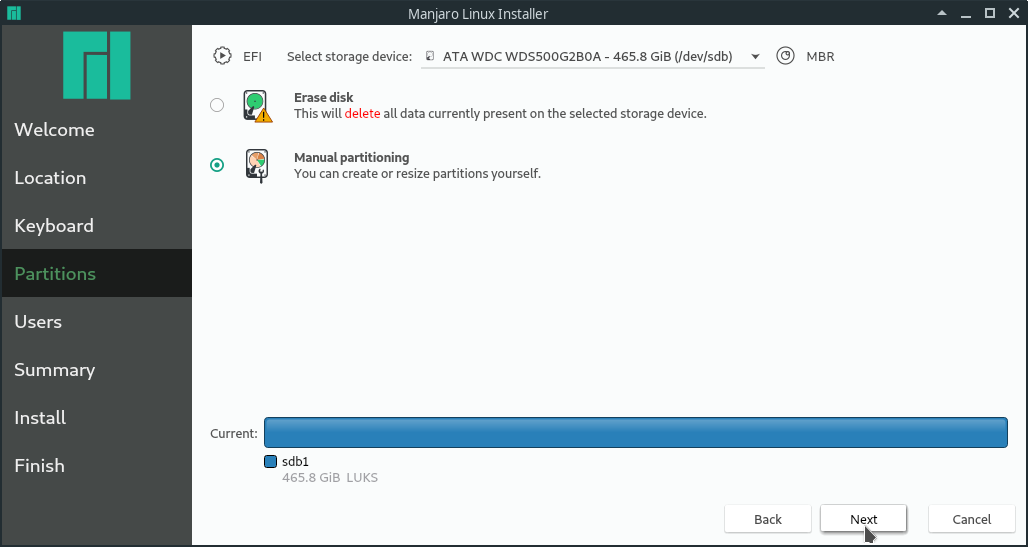 Manjaro Linux Installer
Welcome
Location
Keyboard
Partitions
Users
Summary
Install
Finish
EFI Select storage device: ATA WDC WDS500G2B0A - 465.8 GiB (/dev/sdb) MBR
Erase disk
This will delete all data currently present on the selected storage device.
Manual partitioning
You can create or resize partitions yourself.
Current:
sdb1
465.8 GiB LUKS
Back Next Cancel